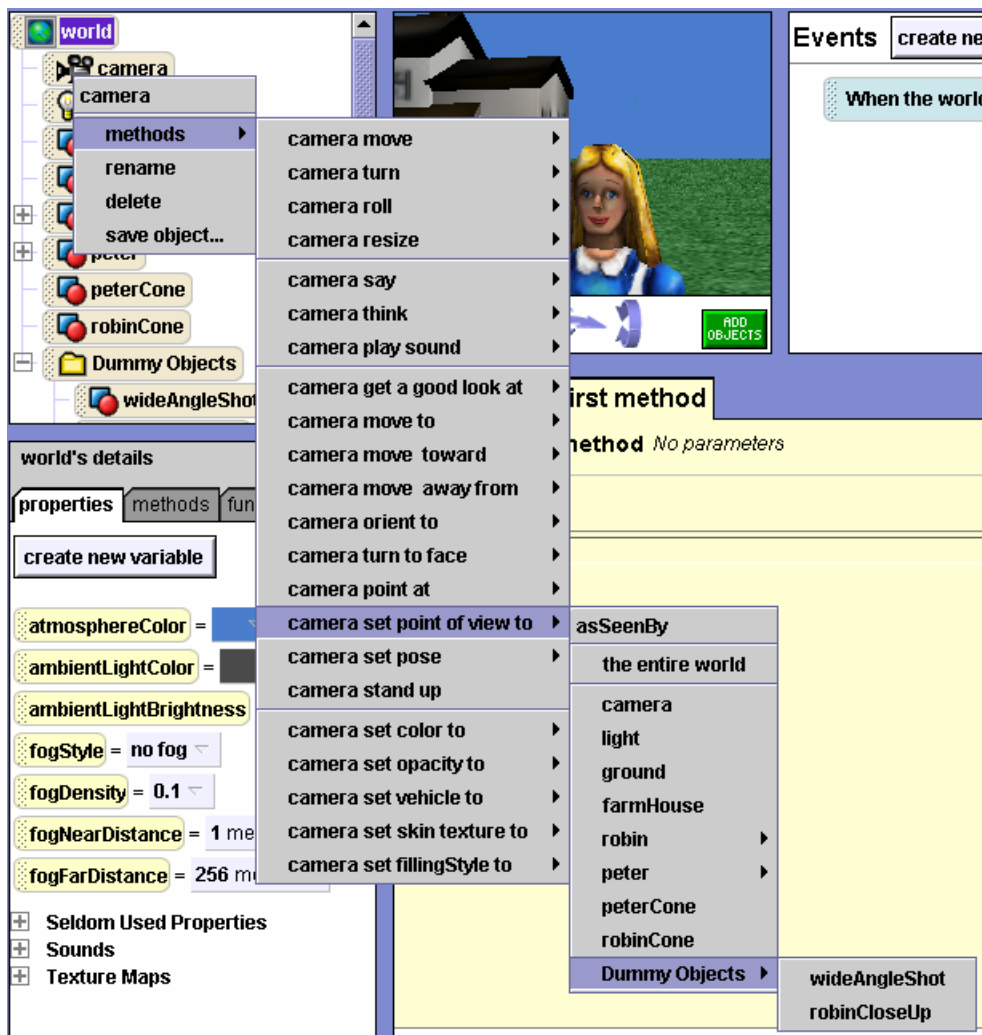 world
camera
peter
peterCone
robinCone
Dummy Objects
wideAngleShot
camera
methods
rename
delete
save object...
camera move
camera turn
camera roll
camera resize
camera say
camera think
camera play sound
camera get a good look at
camera move to
camera move toward
camera move away from
camera orient to
camera turn to face
camera point at
camera set point of view to
camera set pose
camera stand up
camera set color to
camera set opacity to
camera set vehicle to
camera set skin texture to
camera set fillingStyle to
asSeenBy
the entire world
camera
light
ground
farmHouse
robin
peter
peterCone
robinCone
Dummy Objects
wideAngleShot
robinCloseUp
ADD
OBJECTS
Events
create ne
When the world
irst method
nethod No parameters
world's details
properties
methods
fun
create new variable
atmosphereColor =
ambientLightColor =
ambientLightBrightness
fogStyle = no fog
fogDensity = 0.1
fogNearDistance = 1 me
fogFarDistance = 256 m
Seldom Used Properties
Sounds
Texture Maps